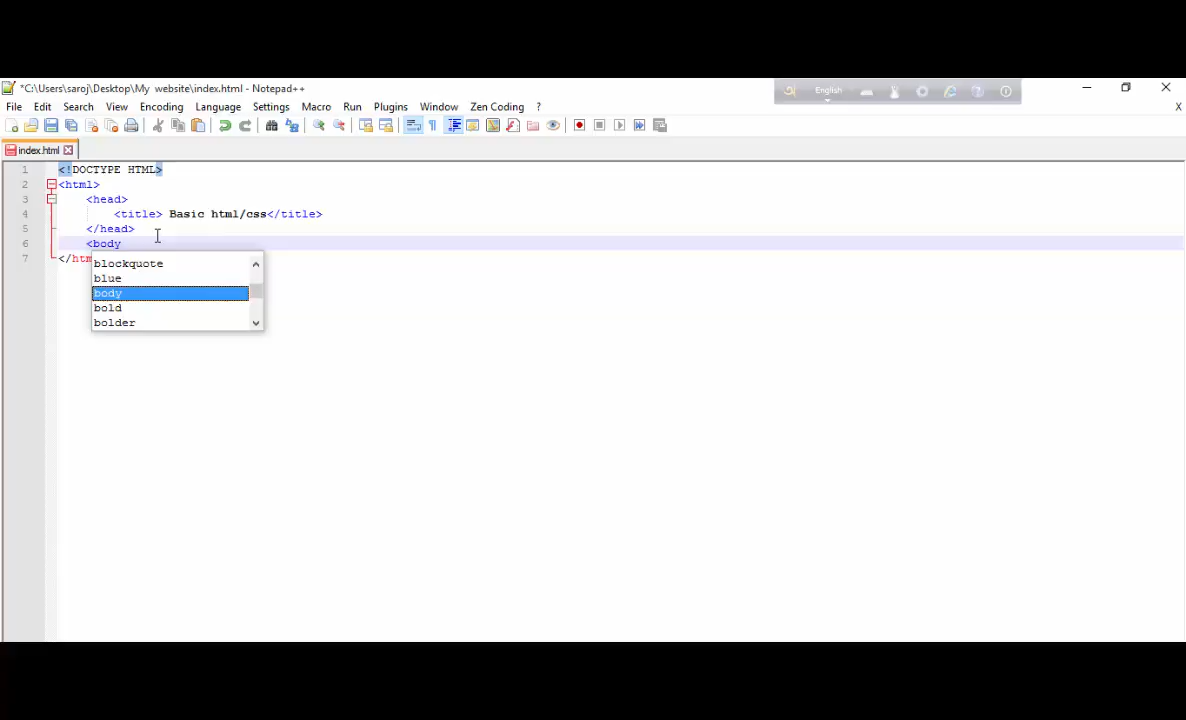 *C:\Users\saroj\Desktop\My website\index.html - Notepad++
English
File Edit Search View Encoding Language Settings Macro Run Plugins Window Zen Coding ? X
index.html
1 <!DOCTYPE HTML>
2 <html>
3 <head>
4 <title> Basic html/css</title>
5 </head>
6 <body
7 </htm
blockquote
blue
body
bold
bolder